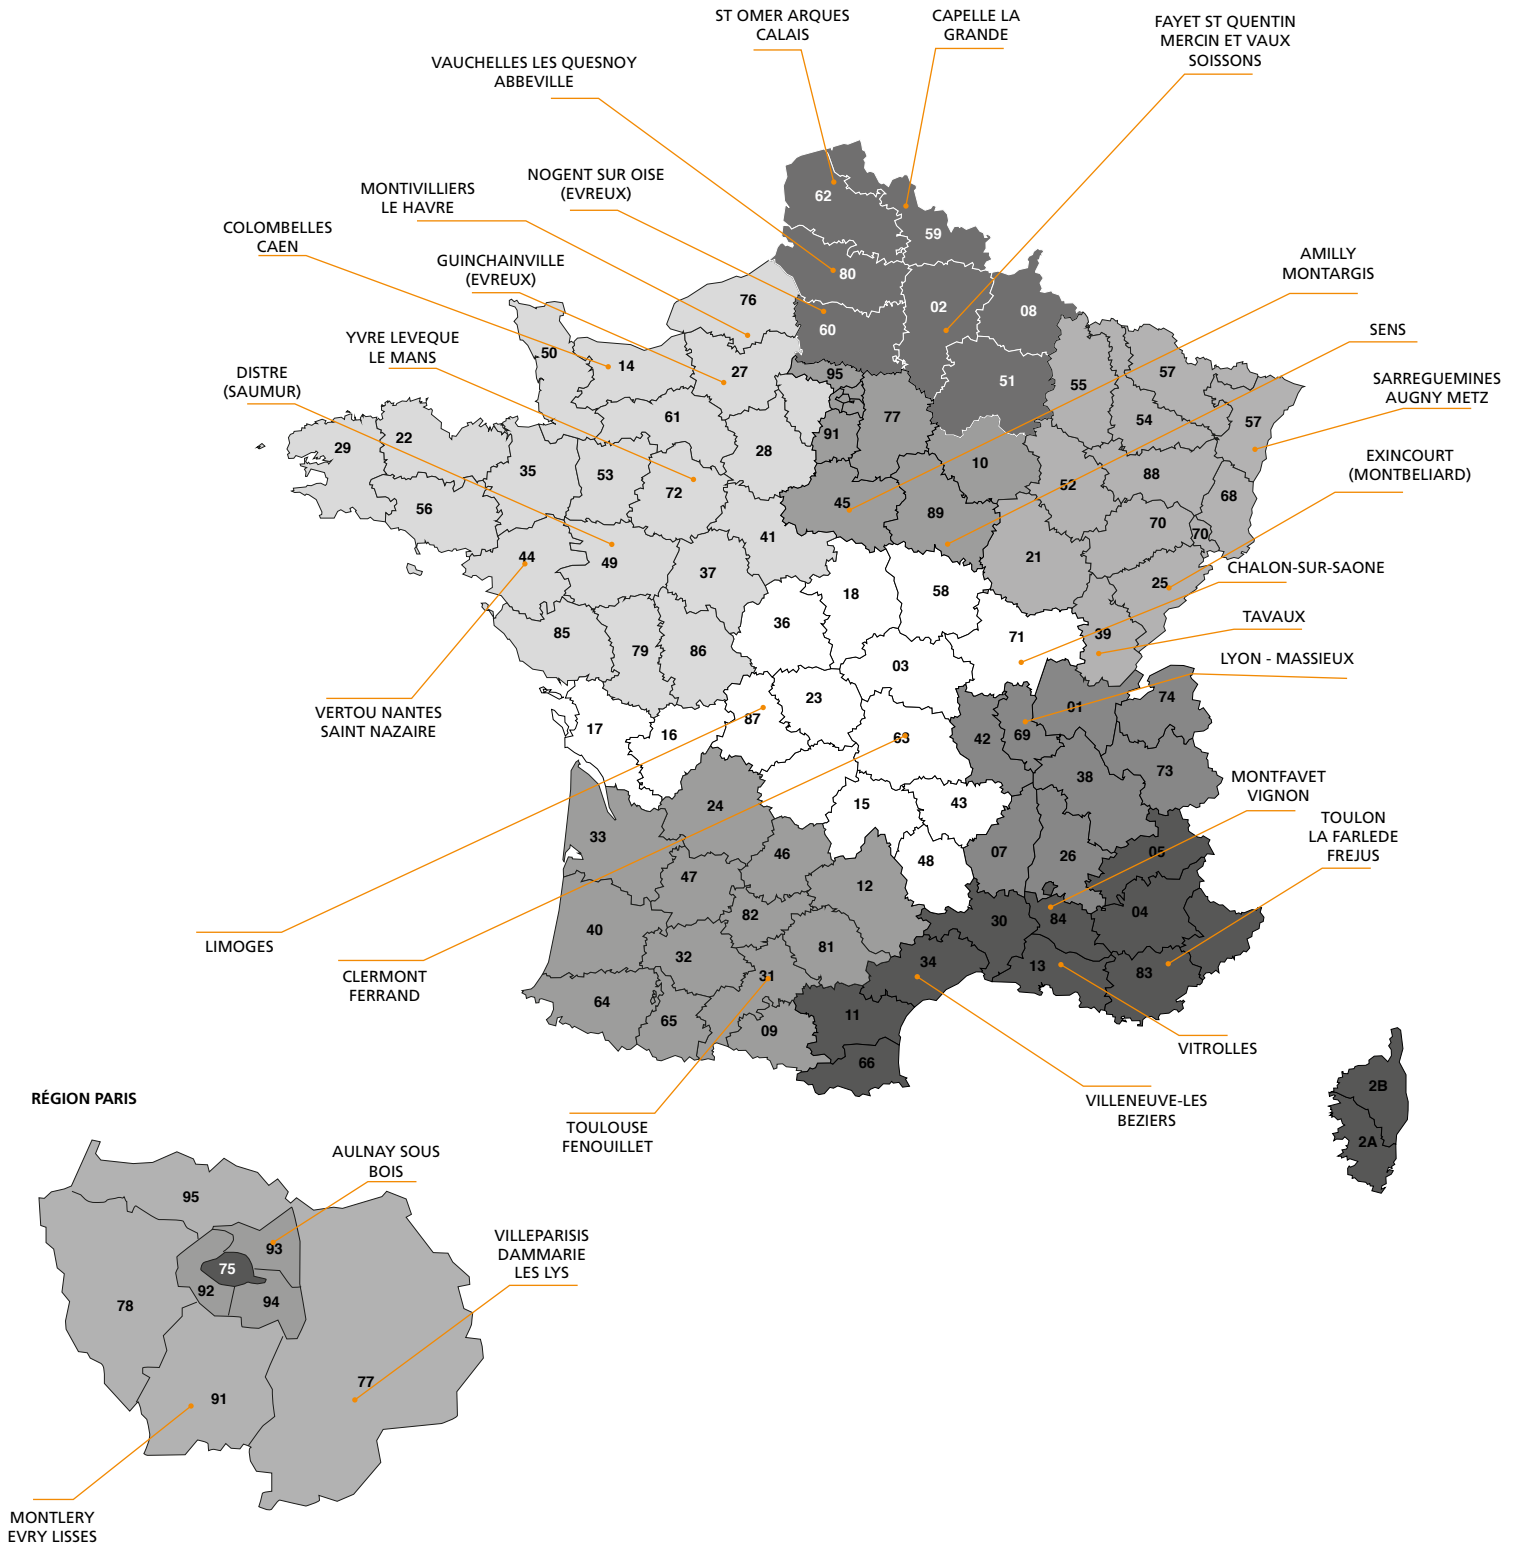 ST OMER ARQUES
CALAIS
CAPELLE LA
GRANDE
FAYET ST QUENTIN
MERCIN ET VAUX
SOISSONS
VAUCHELLES LES QUESNOY
ABBEVILLE
NOGENT SUR OISE
(EVREUX)
MONTIVILLIERS
LE HAVRE
COLOMBELLES
CAEN
GUINCHAINVILLE
(EVREUX)
AMILLY
MONTARGIS
YVRE LEVEQUE
LE MANS
SENS
DISTRE
(SAUMUR)
SARREGUEMINES
AUGNY METZ
EXINCOURT
(MONTBELIARD)
CHALON-SUR-SAONE
TAVAUX
LYON - MASSIEUX
VERTOU NANTES
SAINT NAZAIRE
MONTFAVET
VIGNON
TOULON
LA FARLEDE
FREJUS
LIMOGES
CLERMONT
FERRAND
VITROLLES
VILLENEUVE-LES
BEZIERS
TOULOUSE
FENOUILLET
62
59
80
02
08
76
60
50
14
27
95
51
55
57
61
77
54
57
29
22
28
91
10
35
53
72
52
88
68
56
45
89
70
70
41
21
44
49
37
25
18
58
85
36
71
39
79
86
03
23
74
17
16
87
63
42
69
01
38
73
24
15
43
33
46
07
26
05
47
12
48
40
82
30
84
04
32
81
34
13
83
31
64
65
09
11
66
2B
2A
RÉGION PARIS
AULNAY SOUS
BOIS
VILLEPARISIS
DAMMARIE
LES LYS
95
93
75
92
94
78
77
91
MONTLERY
EVRY LISSES